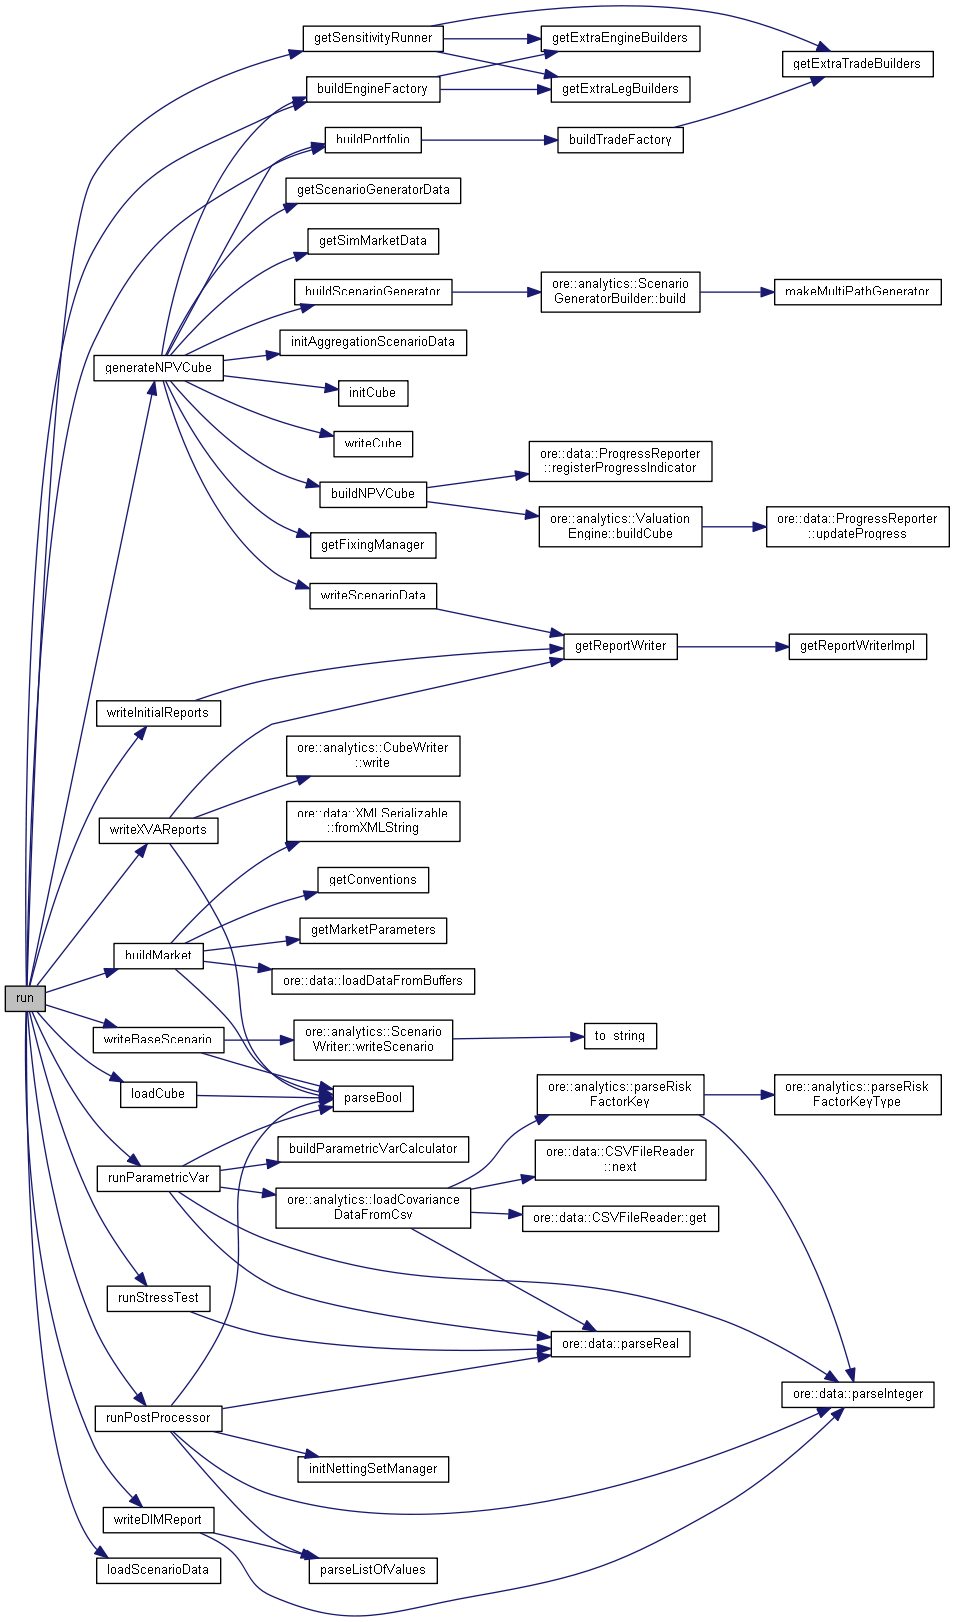 getSensitivityRunner
getExtraEngineBuilders
getExtraTradeBuilders
buildEngineFactory
getExtraLegBuilders
buildPortfolio
buildTradeFactory
getScenarioGeneratorData
getSimMarketData
buildScenarioGenerator
ore::analytics::Scenario
GeneratorBuilder::build
makeMultiPathGenerator
initAggregationScenarioData
generateNPVCube
initCube
writeCube
ore::data::ProgressReporter
::registerProgressIndicator
buildNPVCube
ore::analytics::Valuation
Engine::buildCube
ore::data::ProgressReporter
::updateProgress
getFixingManager
writeScenarioData
getReportWriter
getReportWriterImpl
writeInitialReports
ore::analytics::CubeWriter
::write
writeXVAReports
ore::data::XMLSerializable
::fromXMLString
getConventions
getMarketParameters
buildMarket
ore::data::loadDataFromBuffers
run
writeBaseScenario
ore::analytics::Scenario
Writer::writeScenario
to_string
loadCube
parseBool
ore::analytics::parseRisk
FactorKey
ore::analytics::parseRisk
FactorKeyType
buildParametricVarCalculator
ore::data::CSVFileReader
::next
runParametricVar
ore::analytics::loadCovariance
DataFromCsv
ore::data::CSVFileReader::get
runStressTest
ore::data::parseReal
ore::data::parseInteger
runPostProcessor
initNettingSetManager
writeDIMReport
loadScenarioData
parseListOfValues